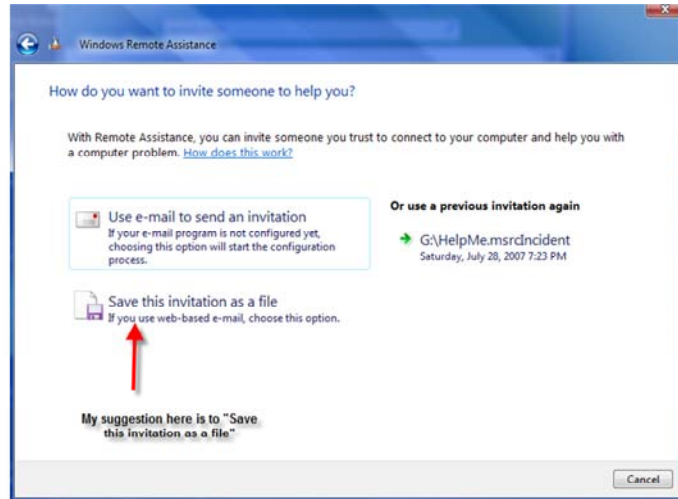 Windows Remote Assistance
How do you want to invite someone to help you?
With Remote Assistance, you can invite someone you trust to connect to your computer and help you with
a computer problem. How does this work?
Use e-mail to send an invitation
If your e-mail program is not configured yet,
choosing this option will start the configuration
process.
Save this invitation as a file
If you use web-based e-mail, choose this option.
Or use a previous invitation again
G:\HelpMe.msrcIncident
Saturday, July 28, 2007 7:23 PM
My suggestion here is to "Save
this invitation as a file"
Cancel